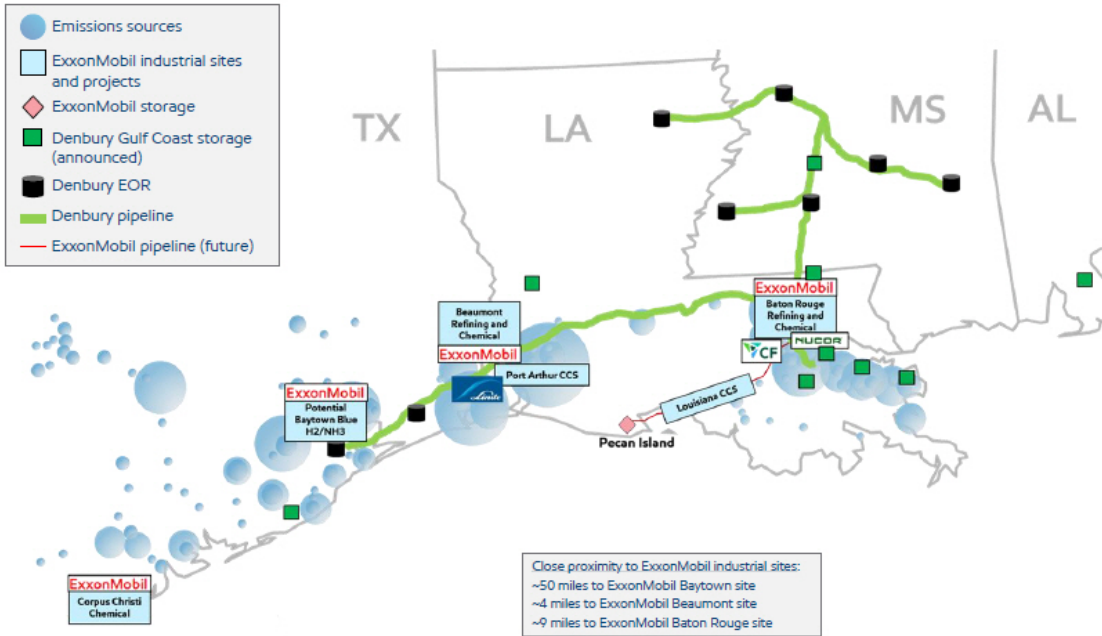 Emissions sources
ExxonMobil industrial sites
and projects
ExxonMobil storage
Denbury Gulf Coast storage
(announced)
Denbury EOR
Denbury pipeline
ExxonMobil pipeline (future)
TX
LA
MS
AL
ExxonMobil
Baton Rouge
Refining and
Chemical
Beaumont
Refining and
Chemical
ExxonMobil
Port Arthur CCS
Linde
CF
NUCOR
Louisiana CCS
Pecan Island
ExxonMobil
Potential
Baytown Blue
H2/NH3
ExxonMobil
Corpus Christi
Chemical
Close proximity to ExxonMobil industrial sites:
~50 miles to ExxonMobil Baytown site
~4 miles to ExxonMobil Beaumont site
~9 miles to ExxonMobil Baton Rouge site